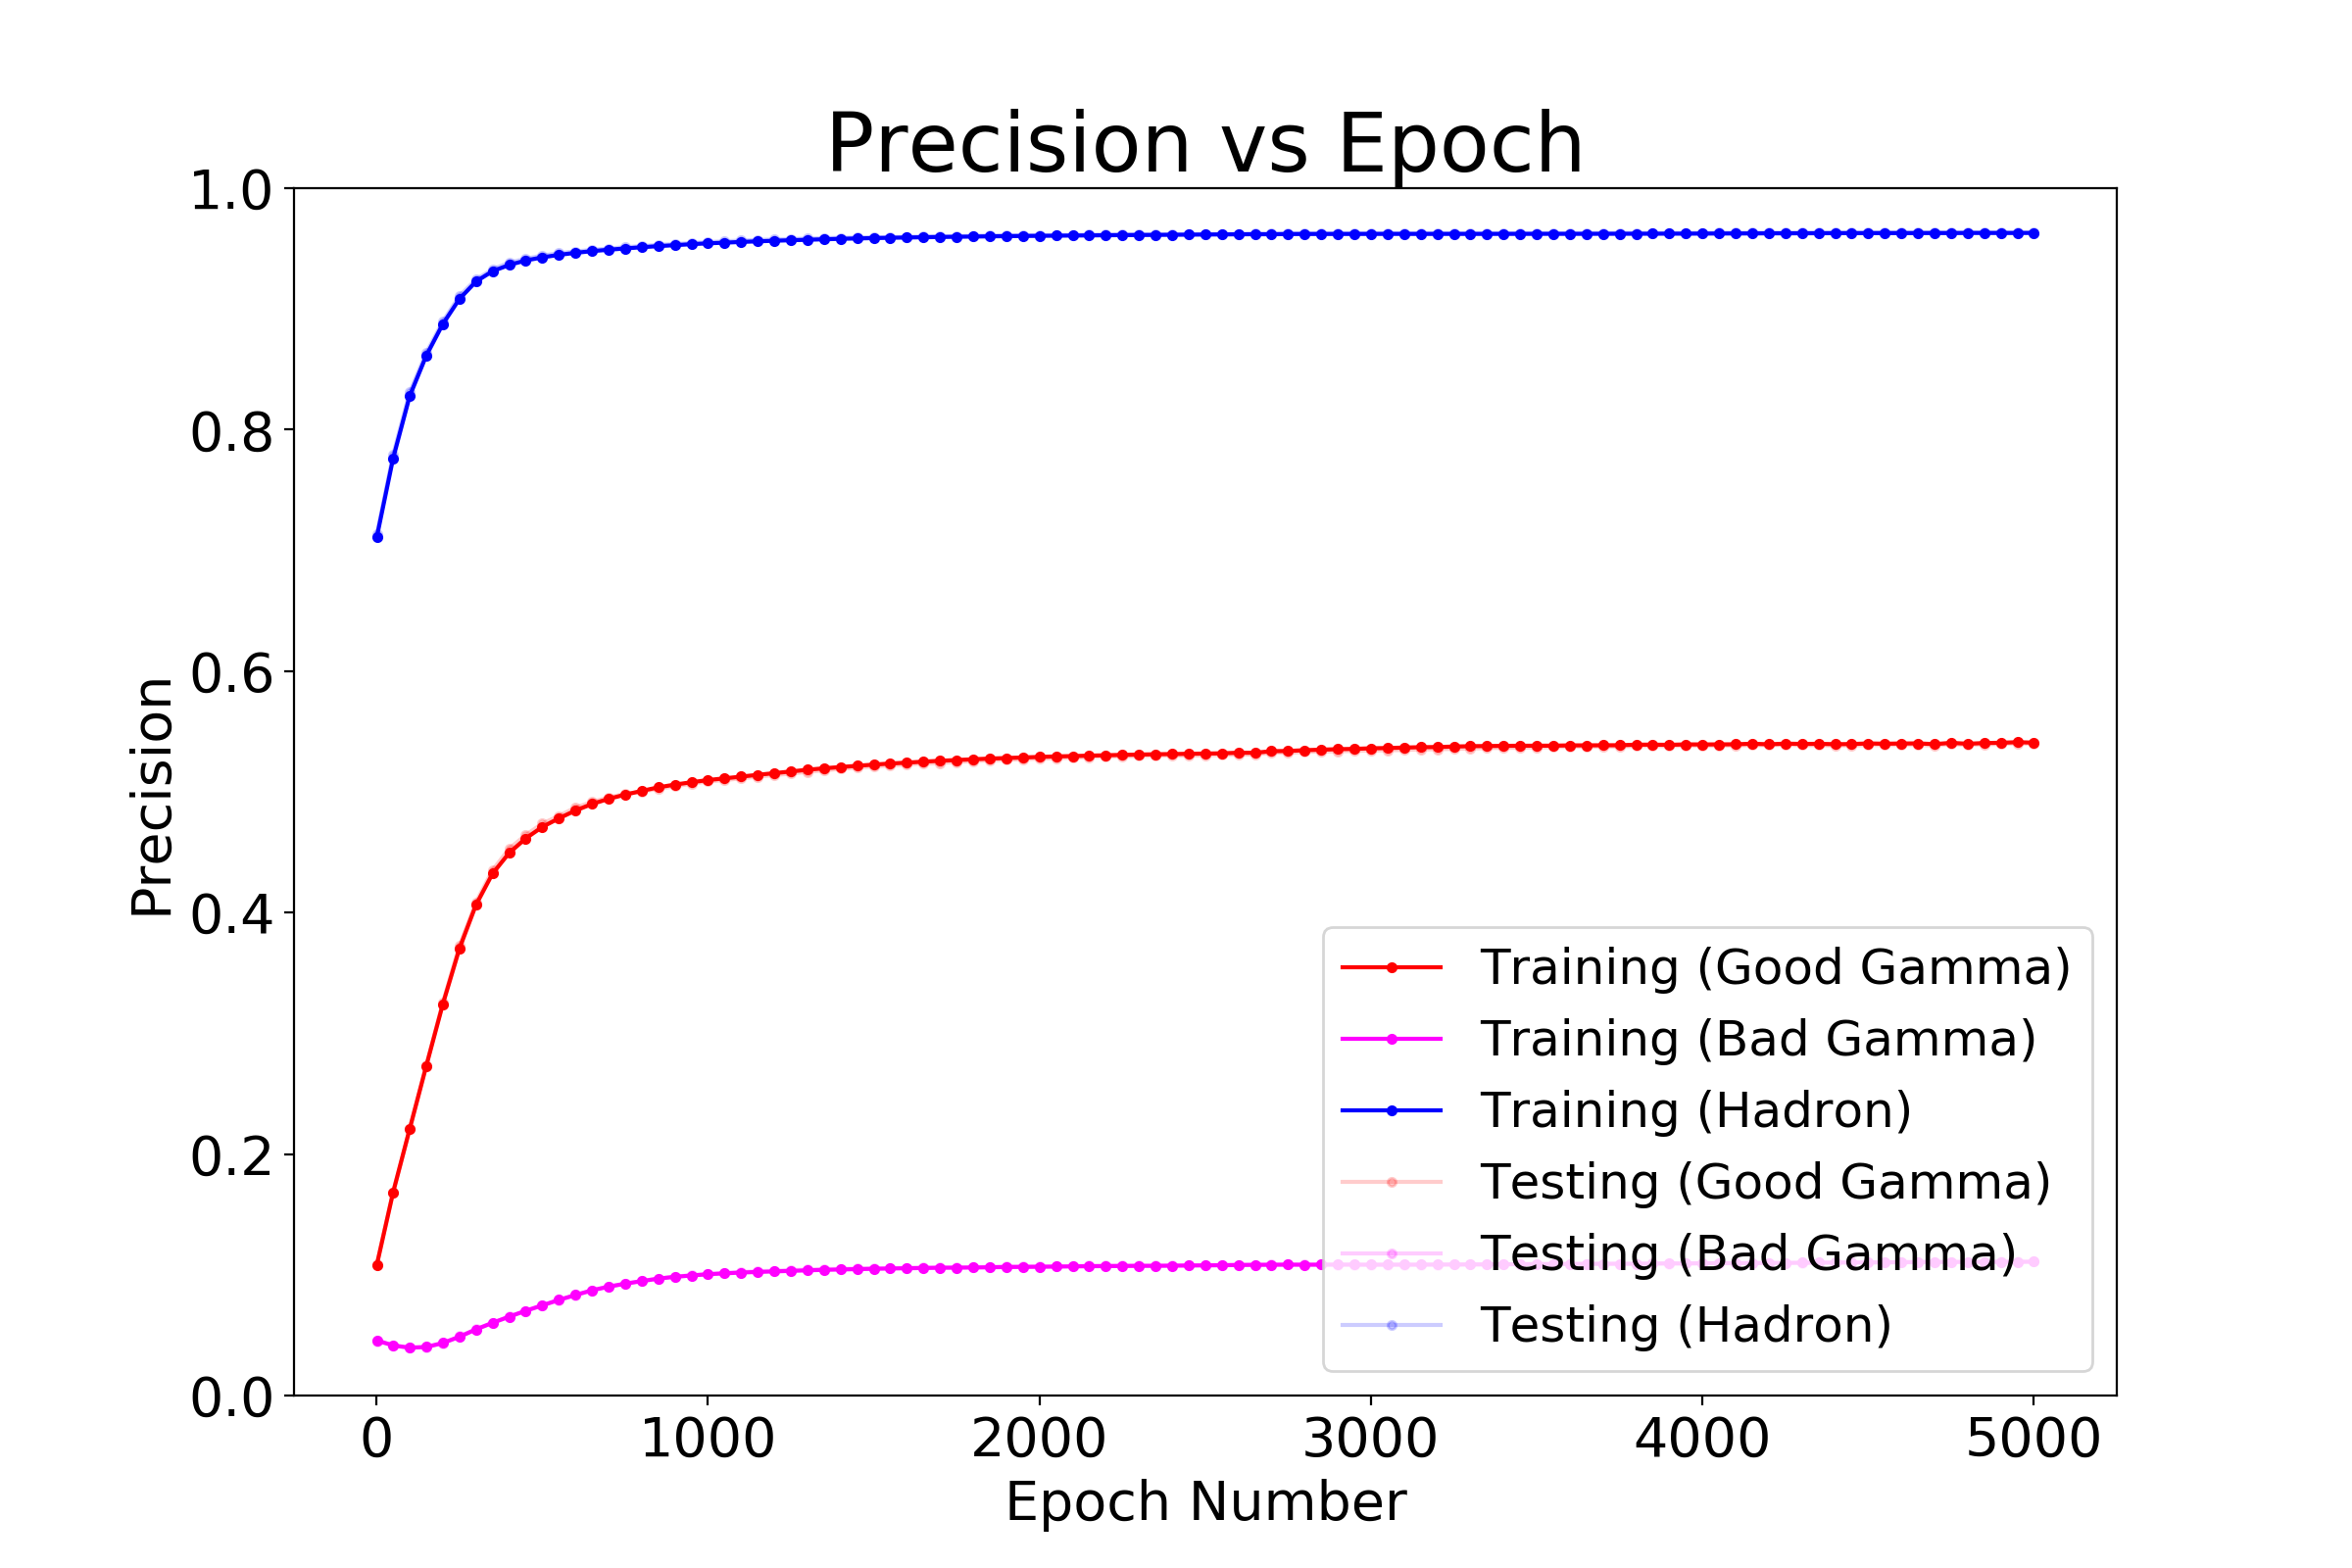 Precision vs Epoch
1.0
0.8
0.6
0.4
0.2
0.0
Precision
Training (Good Gamma)
Training (Bad Gamma)
Training (Hadron)
Testing (Good Gamma)
Testing (Bad Gamma)
Testing (Hadron)
0 1000 2000 3000 4000 5000
Epoch Number